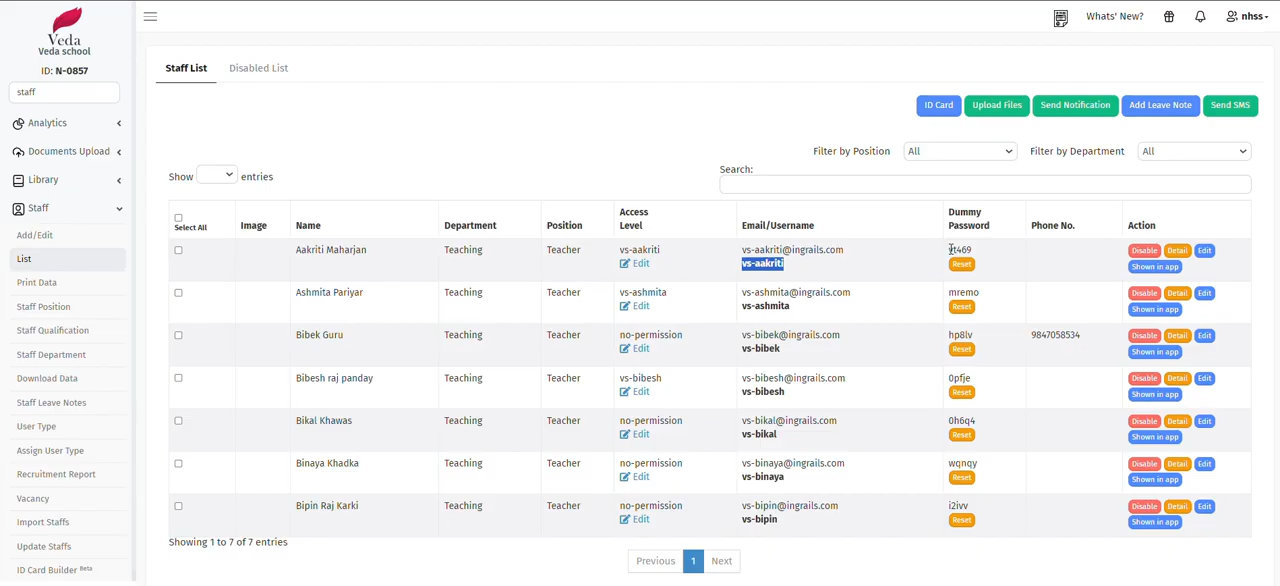 Veda
Veda school
ID: N-0857
staff
Analytics
Documents Upload
Library
Staff
Add/Edit
List
Print Data
Staff Position
Staff Qualification
Staff Department
Download Data
Staff Leave Notes
User Type
Assign User Type
Recruitment Report
Vacancy
Import Staffs
Update Staffs
ID Card Builder Beta
Whats' New?
nhss
Staff List Disabled List
ID Card Upload Files Send Notification Add Leave Note Send SMS
Filter by Position All Filter by Department All
Show entries
Search:
Select All Image Name Department Position Access Level Email/Username Dummy Password Phone No. Action
Aakriti Maharjan Teaching Teacher vs-aakriti vs-aakriti@ingrails.com Disable Detail Edit
Edit vs-aakriti Reset Shown in app
Ashmita Pariyar Teaching Teacher vs-ashmita vs-ashmita@ingrails.com mremo Disable Detail Edit
Edit vs-ashmita Reset Shown in app
Bibek Guru Teaching Teacher no-permission vs-bibek@ingrails.com hp8lv 9847058534 Disable Detail Edit
Edit vs-bibek Reset Shown in app
Bibesh raj panday Teaching Teacher vs-bibesh vs-bibesh@ingrails.com 0pfje Disable Detail Edit
Edit vs-bibesh Reset Shown in app
Bikal Khawas Teaching Teacher no-permission vs-bikal@ingrails.com 0h6q4 Disable Detail Edit
Edit vs-bikal Reset Shown in app
Binaya Khadka Teaching Teacher no-permission vs-binaya@ingrails.com wqnqy Disable Detail Edit
Edit vs-binaya Reset Shown in app
Bipin Raj Karki Teaching Teacher no-permission vs-bipin@ingrails.com i2ivv Disable Detail Edit
Edit vs-bipin Reset Shown in app
Showing 1 to 7 of 7 entries
Previous 1 Next